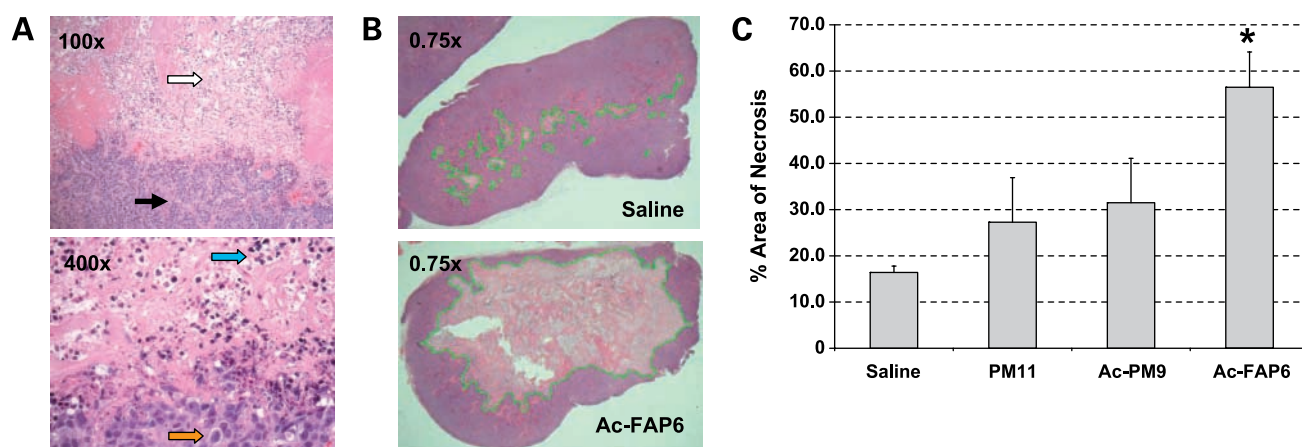 A
100x
400x
B
0.75x
Saline
0.75x
Ac-FAP6
C
% Area of Necrosis
70.0
60.0
50.0
40.0
30.0
20.0
10.0
0
*
Saline PM11 Ac-PM9 Ac-FAP6